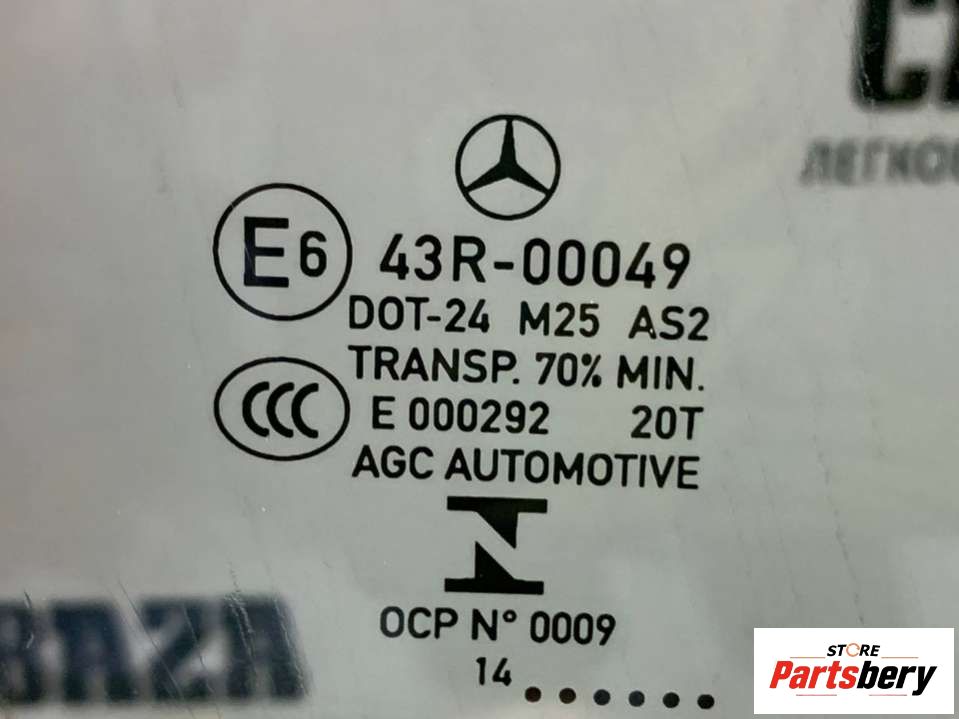 E6
43R-00049
DOT-24 M25 AS2
TRANSP. 70% MIN.
CCC
E 000292 20T
AGC AUTOMOTIVE
OCP N° 0009
14 ......
STORE
Partsbery